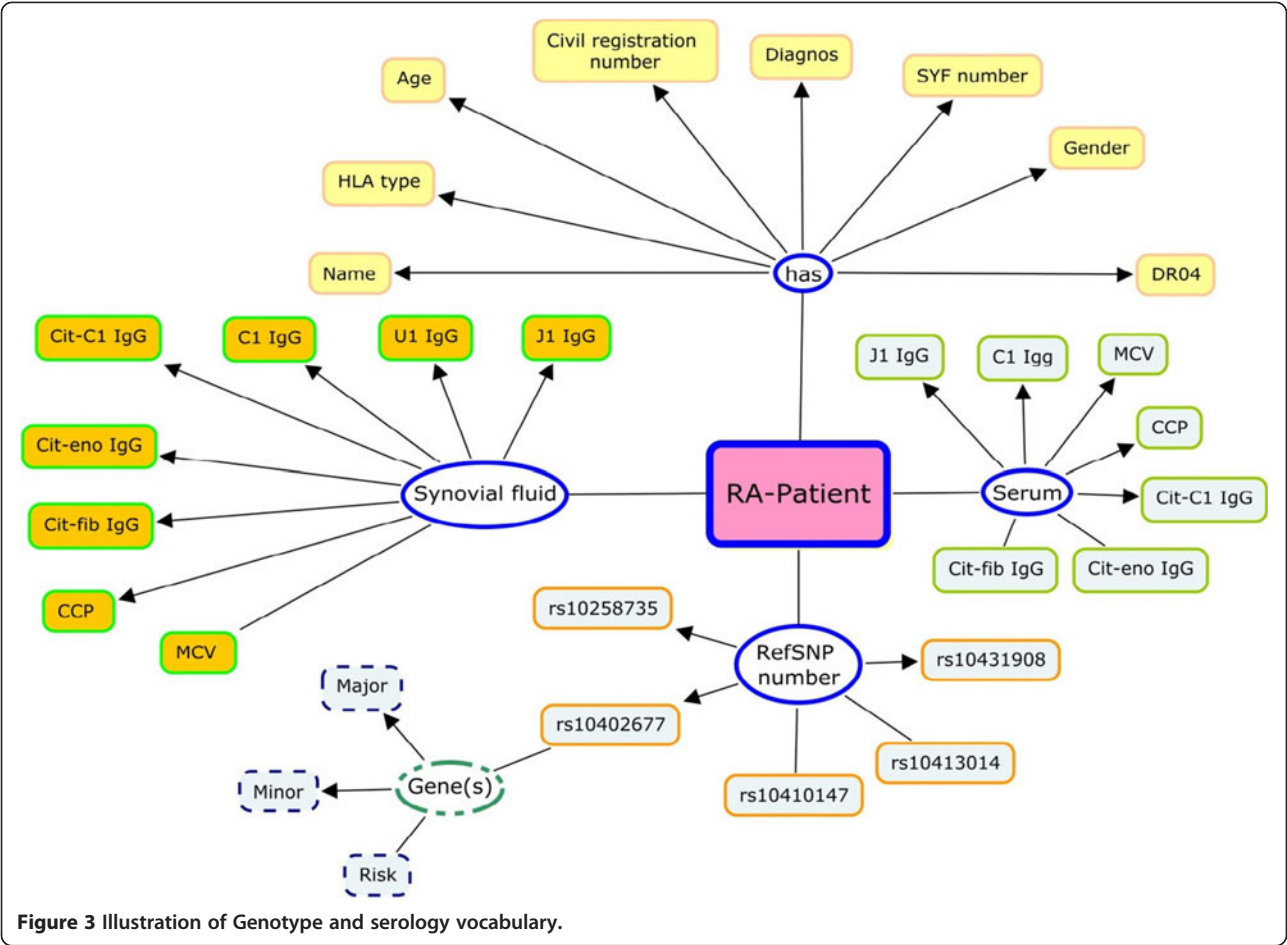 Civil registration
number
Diagnos
SYF number
Age
Gender
HLA type
Name
has
DR04
Cit-C1 IgG
C1 IgG
U1 IgG
J1 IgG
J1 IgG
C1 Igg
MCV
Cit-eno IgG
CCP
Synovial fluid
RA-Patient
Serum
Cit-C1 IgG
Cit-fib IgG
Cit-fib IgG
Cit-eno IgG
CCP
rs10258735
MCV
RefSNP
number
rs10431908
Major
rs10402677
rs10413014
Gene(s)
Minor
rs10410147
Risk
Figure 3 Illustration of Genotype and serology vocabulary.